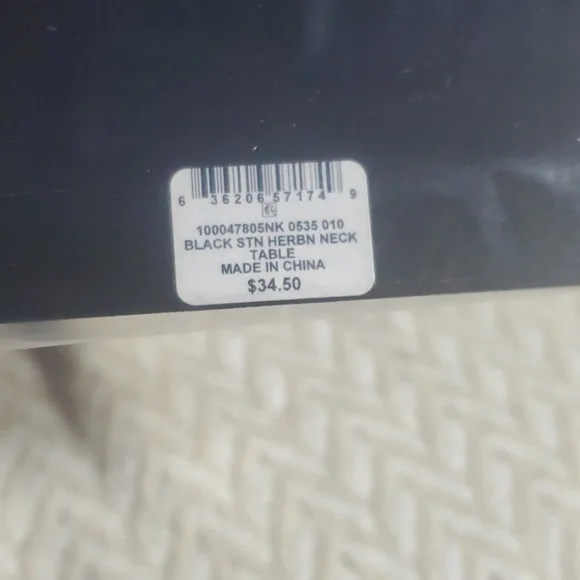 6 36206 57174 9
100047805NK 0535 010
BLACK STN HERBN NECK
TABLE
MADE IN CHINA
$34.50